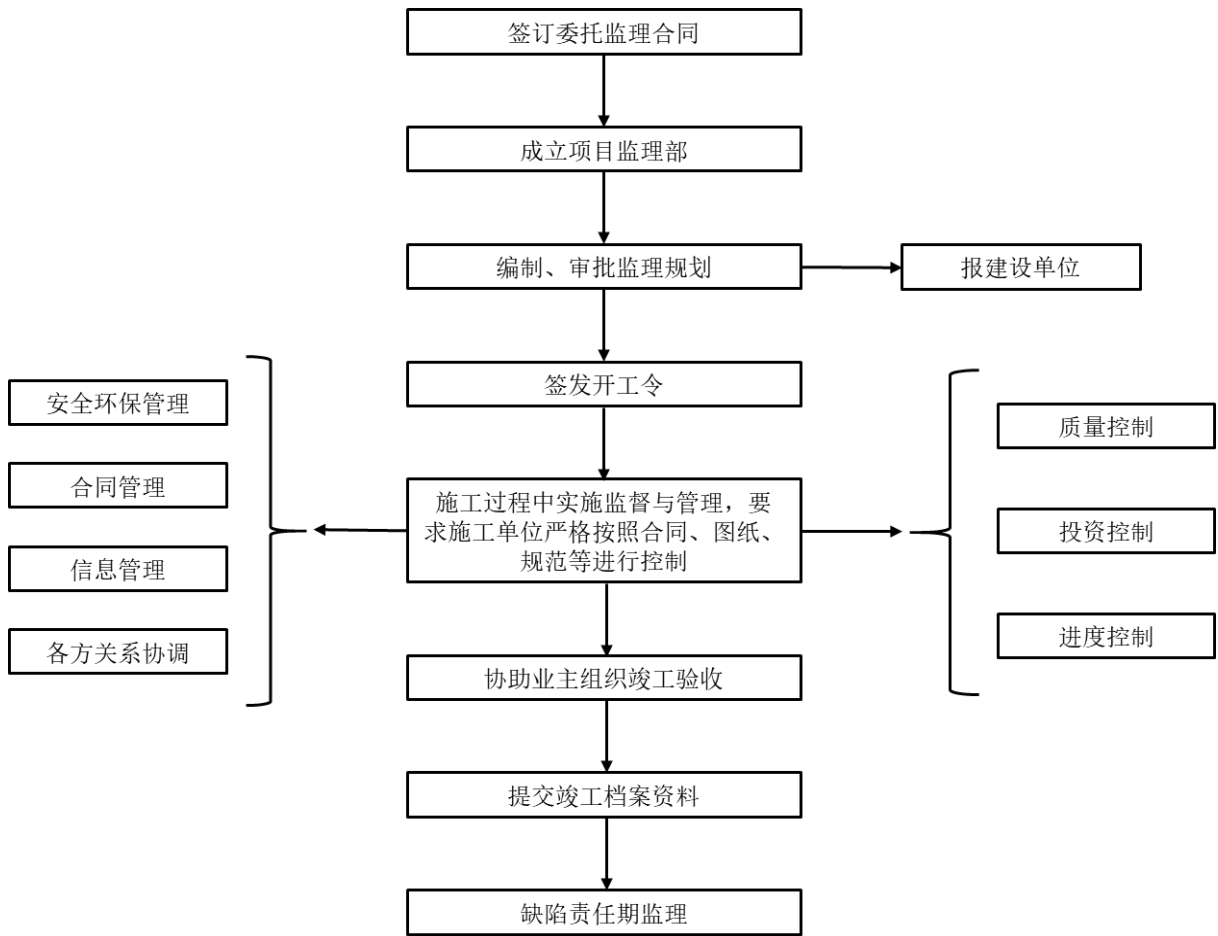 签订委托监理合同
成立项目监理部
编制、审批监理规划
报建设单位
签发开工令
安全环保管理
合同管理
信息管理
各方关系协调
施工过程中实施监督与管理，要
求施工单位严格按照合同、图纸、
规范等进行控制
质量控制
投资控制
进度控制
协助业主组织竣工验收
提交竣工档案资料
缺陷责任期监理